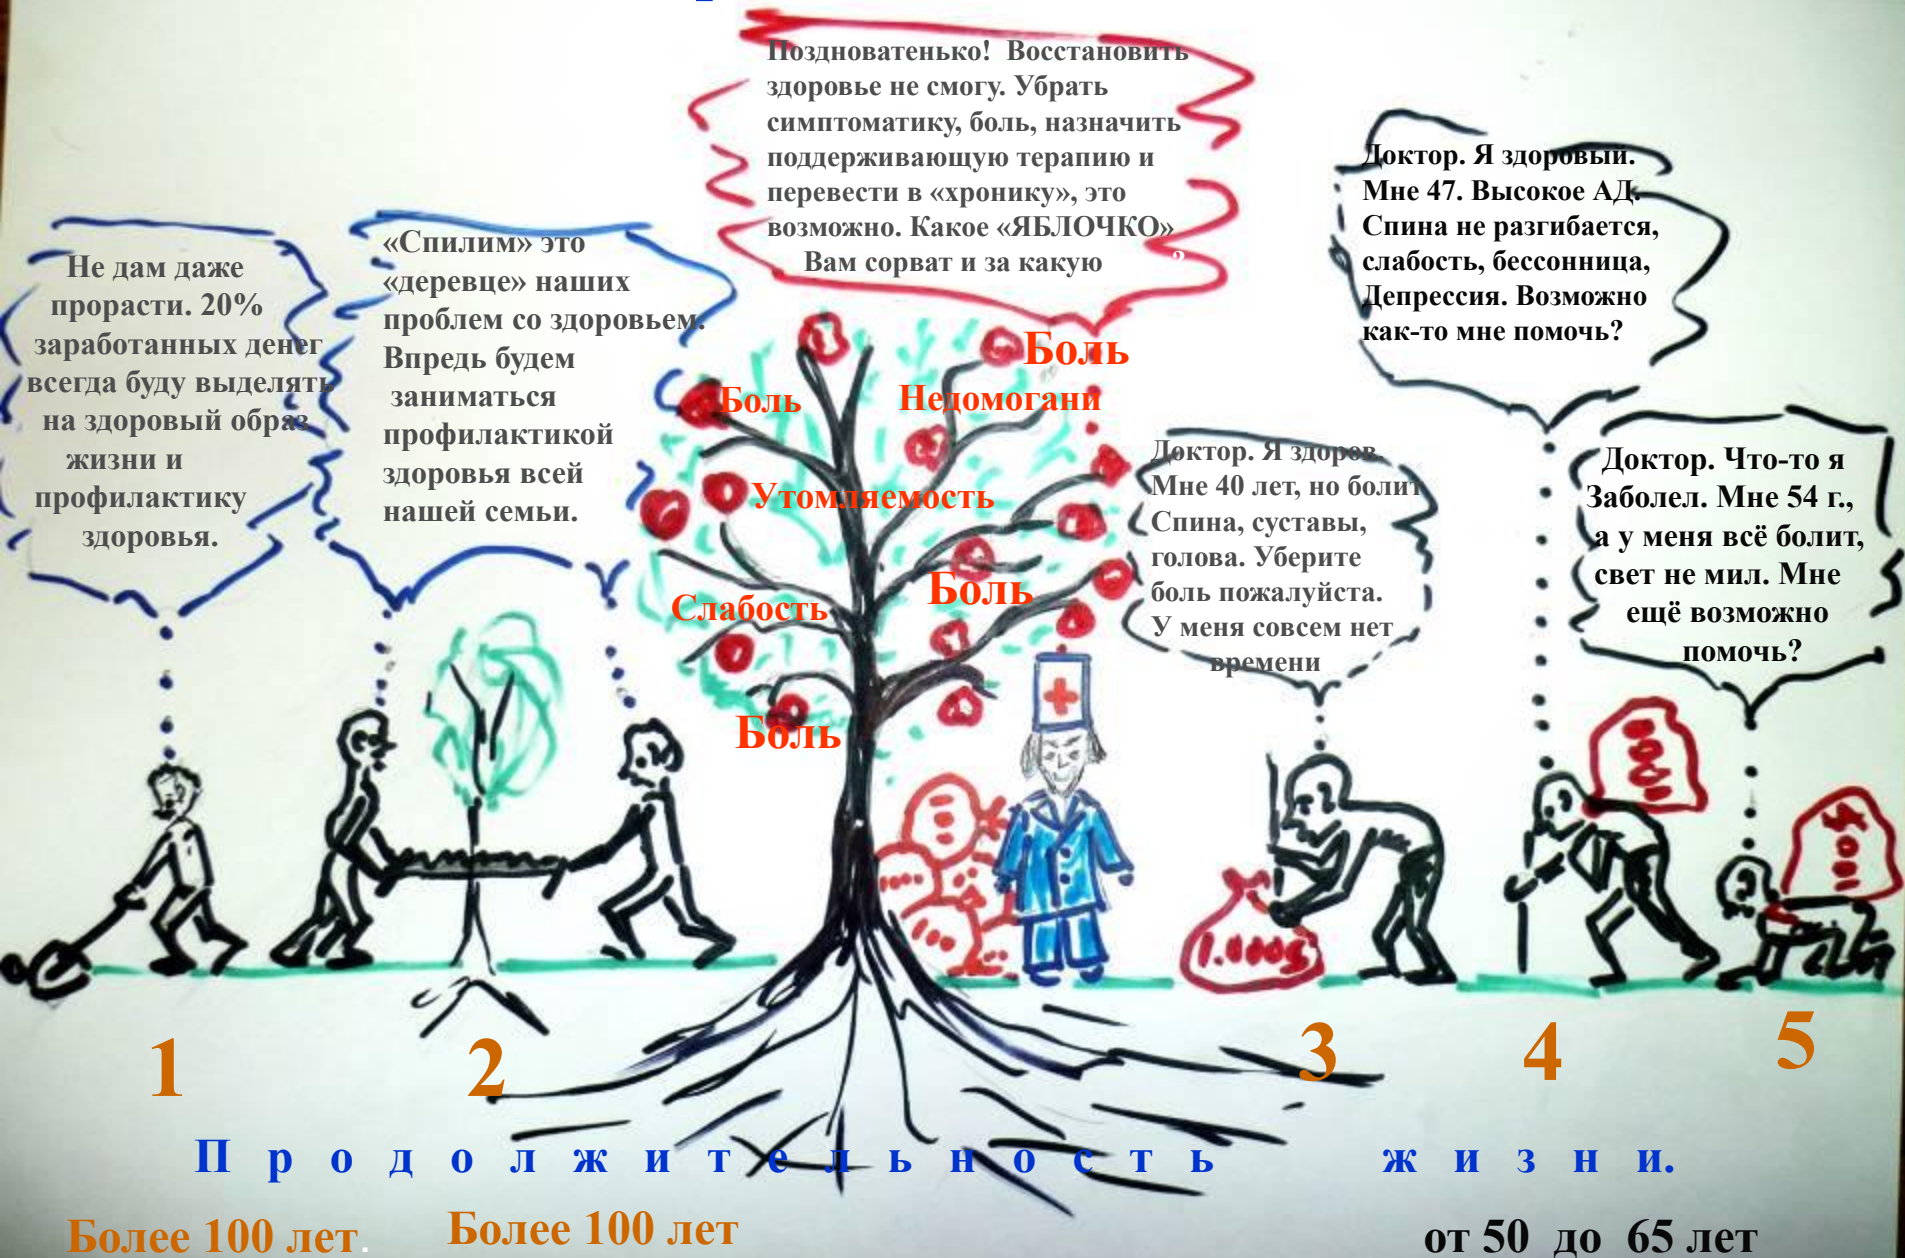 Поздноватенько! Восстановить
здоровье не смогу. Убрать
симптоматику, боль, назначить
поддерживающую терапию и
перевести в «хронику», это
возможно. Какое «ЯБЛОЧКО»
Вам сорват и за какую ?
Доктор. Я здоровый.
Мне 47. Высокое АД.
Спина не разгибается,
слабость, бессонница,
Депрессия. Возможно
как-то мне помочь?
Не дам даже
прорасти. 20%
заработанных денег
всегда буду выделять
на здоровый образ
жизни и
профилактику
здоровья.
«Спилим» это
«деревце» наших
проблем со здоровьем.
Впредь будем
заниматься
профилактикой
здоровья всей
нашей семьи.
Боль
Боль
Недомогани
Утомляемость
Боль
Слабость
Боль
Доктор. Я здоров.
Мне 40 лет, но болит
Спина, суставы,
голова. Уберите
боль пожалуйста.
У меня совсем нет
времени
Доктор. Что-то я
Заболел. Мне 54 г.,
а у меня всё болит,
свет не мил. Мне
ещё возможно
помочь?
1.000$
1
2
3
4
5
Продолжительность жизни.
Более 100 лет.
Более 100 лет
от 50 до 65 лет